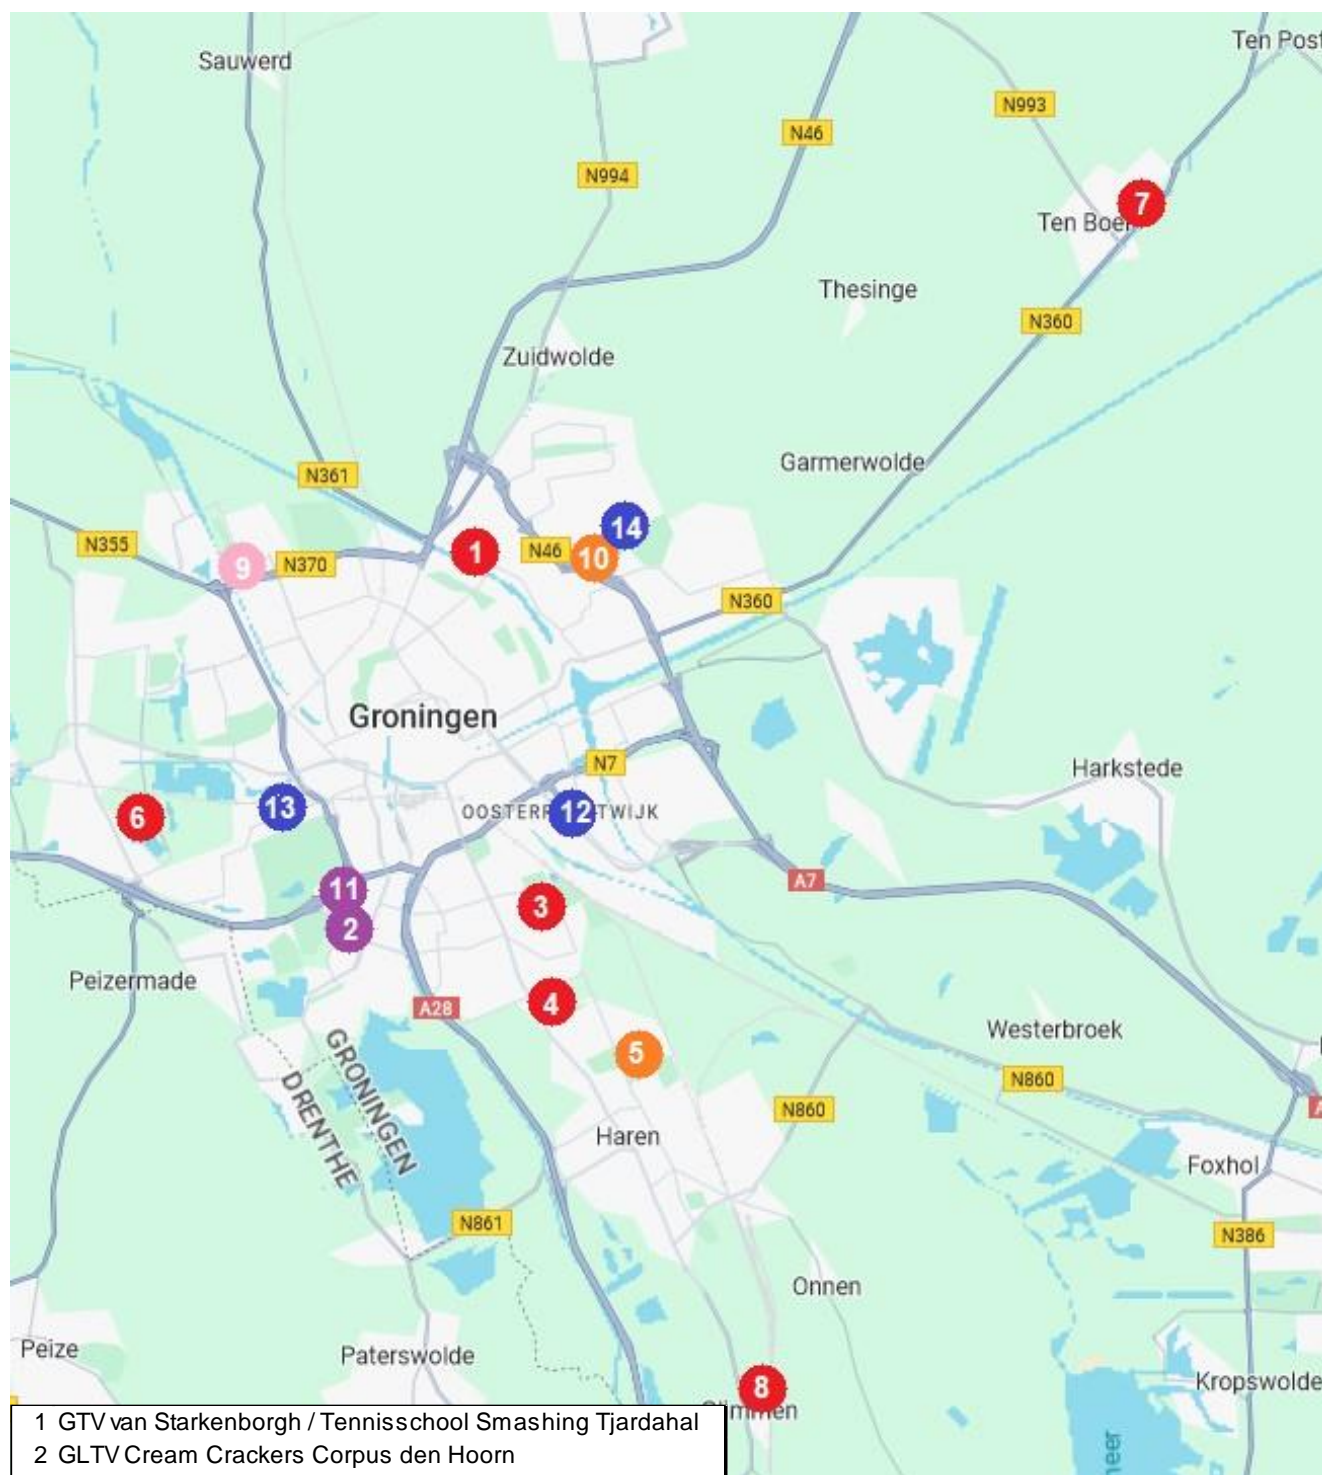 Sauwerd
Ten Post
N993
N46
N994
7
Ten Boer
Thesinge
N360
Zuidwolde
Garmerwolde
N361
14
N355
1
N46
10
9
N370
N360
Groningen
N7
Harkstede
6
13
OOSTERPOORTWIJK
12
A7
11
3
2
Peizermade
4
A28
Westerbroek
GRONINGEN
DRENTHE
5
N860
N860
Haren
Foxhol
N861
N386
Onnen
Peize
Paterswolde
8
Glimmen
Kropswolde
meer
1 GTV van Starkenborgh / Tennisschool Smashing Tjardahal
2 GLTV Cream Crackers Corpus den Hoorn